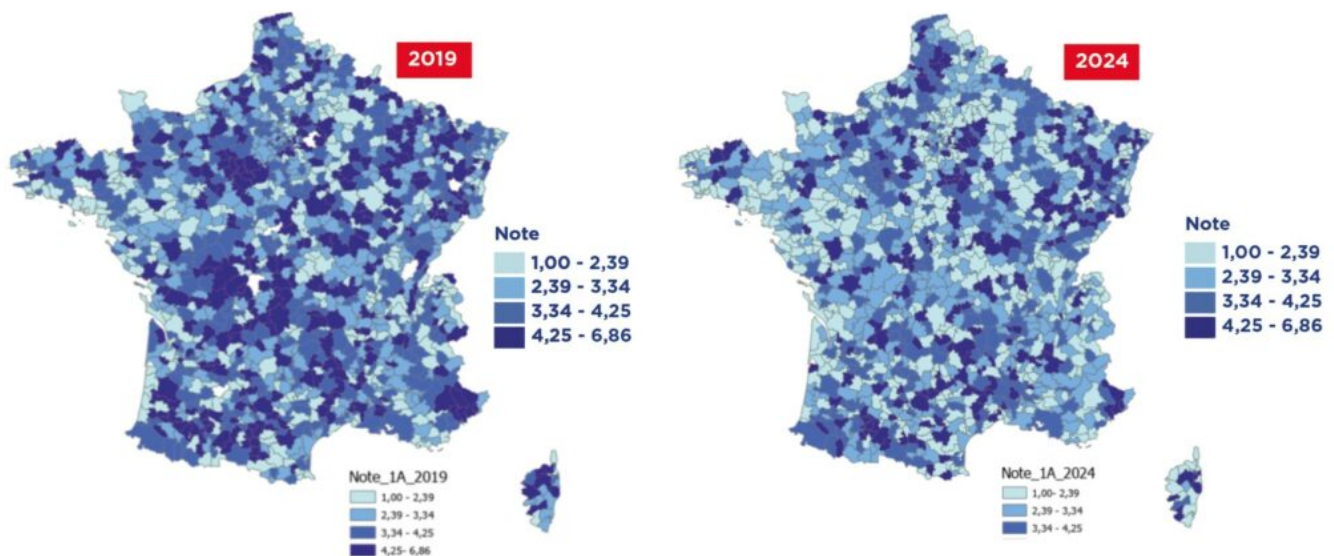 2019
Note
1,00 - 2,39
2,39 - 3,34
3,34 - 4,25
4,25 - 6,86
Note_1A_2019
1,00 - 2,39
2,39 - 3,34
3,34 - 4,25
4,25- 6,86
2024
Note
1,00 - 2,39
2,39 - 3,34
3,34 - 4,25
4,25 - 6,86
Note_1A_2024
1,00- 2,39
2,39 - 3,34
3,34 - 4,25